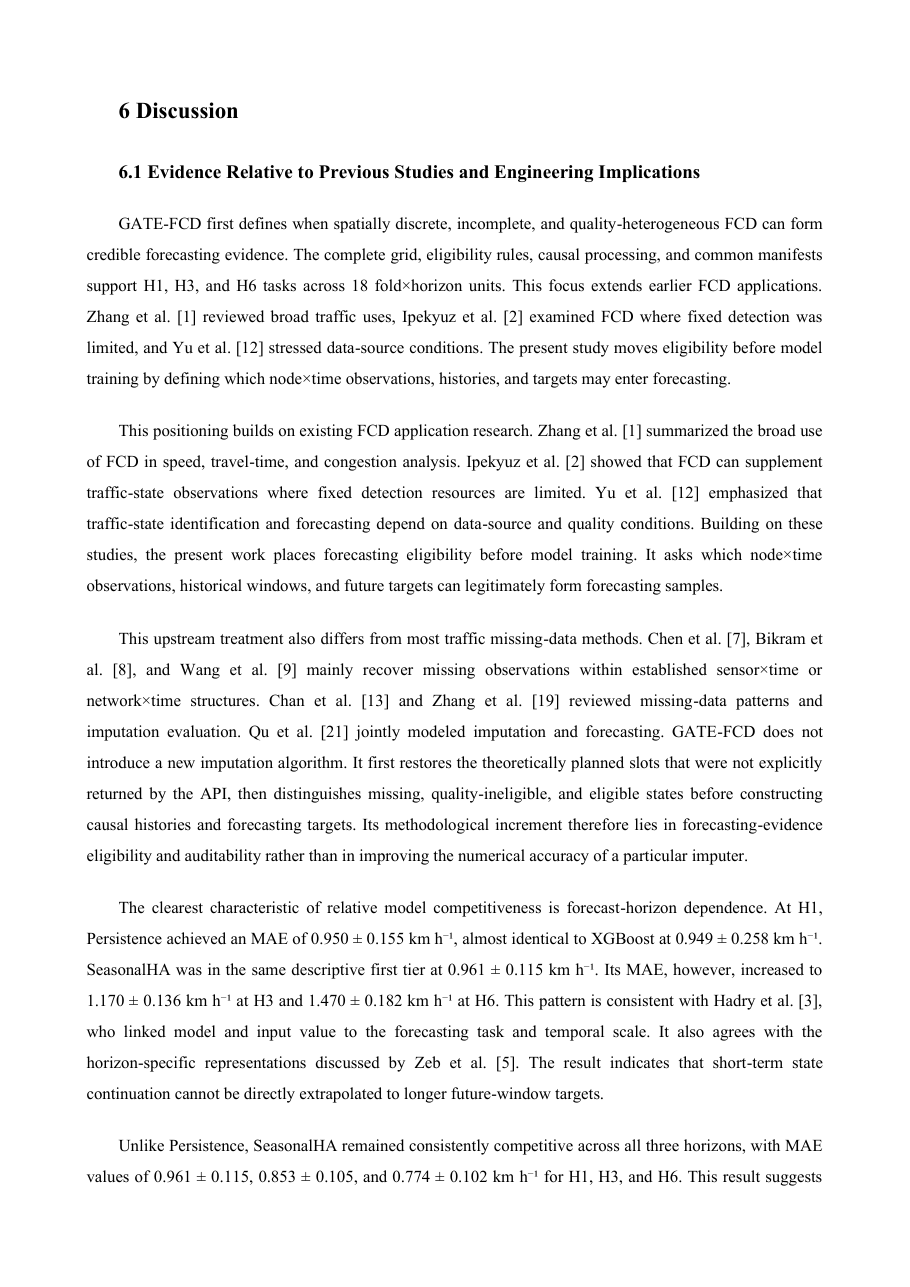 6 Discussion
6.1 Evidence Relative to Previous Studies and Engineering Implications
GATE-FCD first defines when spatially discrete, incomplete, and quality-heterogeneous FCD can form
credible forecasting evidence. The complete grid, eligibility rules, causal processing, and common manifests
support H1, H3, and H6 tasks across 18 fold×horizon units. This focus extends earlier FCD applications.
Zhang et al. [1] reviewed broad traffic uses, Ipekyuz et al. [2] examined FCD where fixed detection was
limited, and Yu et al. [12] stressed data-source conditions. The present study moves eligibility before model
training by defining which node×time observations, histories, and targets may enter forecasting.
This positioning builds on existing FCD application research. Zhang et al. [1] summarized the broad use
of FCD in speed, travel-time, and congestion analysis. Ipekyuz et al. [2] showed that FCD can supplement
traffic-state observations where fixed detection resources are limited. Yu et al. [12] emphasized that
traffic-state identification and forecasting depend on data-source and quality conditions. Building on these
studies, the present work places forecasting eligibility before model training. It asks which node×time
observations, historical windows, and future targets can legitimately form forecasting samples.
This upstream treatment also differs from most traffic missing-data methods. Chen et al. [7], Bikram et
al. [8], and Wang et al. [9] mainly recover missing observations within established sensor×time or
network×time structures. Chan et al. [13] and Zhang et al. [19] reviewed missing-data patterns and
imputation evaluation. Qu et al. [21] jointly modeled imputation and forecasting. GATE-FCD does not
introduce a new imputation algorithm. It first restores the theoretically planned slots that were not explicitly
returned by the API, then distinguishes missing, quality-ineligible, and eligible states before constructing
causal histories and forecasting targets. Its methodological increment therefore lies in forecasting-evidence
eligibility and auditability rather than in improving the numerical accuracy of a particular imputer.
The clearest characteristic of relative model competitiveness is forecast-horizon dependence. At H1,
Persistence achieved an MAE of 0.950 ± 0.155 km h⁻¹, almost identical to XGBoost at 0.949 ± 0.258 km h⁻¹.
SeasonalHA was in the same descriptive first tier at 0.961 ± 0.115 km h⁻¹. Its MAE, however, increased to
1.170 ± 0.136 km h⁻¹ at H3 and 1.470 ± 0.182 km h⁻¹ at H6. This pattern is consistent with Hadry et al. [3],
who linked model and input value to the forecasting task and temporal scale. It also agrees with the
horizon-specific representations discussed by Zeb et al. [5]. The result indicates that short-term state
continuation cannot be directly extrapolated to longer future-window targets.
Unlike Persistence, SeasonalHA remained consistently competitive across all three horizons, with MAE
values of 0.961 ± 0.115, 0.853 ± 0.105, and 0.774 ± 0.102 km h⁻¹ for H1, H3, and H6. This result suggests